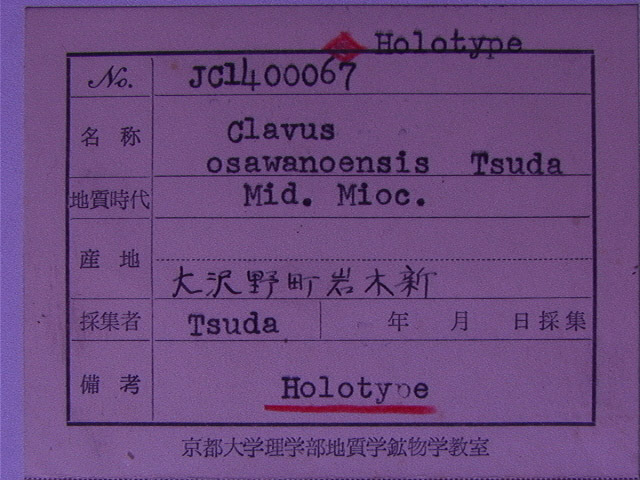 Holotype
No. JC1400067
名称 Clavus
osawanoensis Tsuda
地質時代 Mid. Mioc.
産地
大沢野町岩木新
採集者 Tsuda 年 月 日採集
備考 Holotype
京都大学理学部地質学鉱物学教室